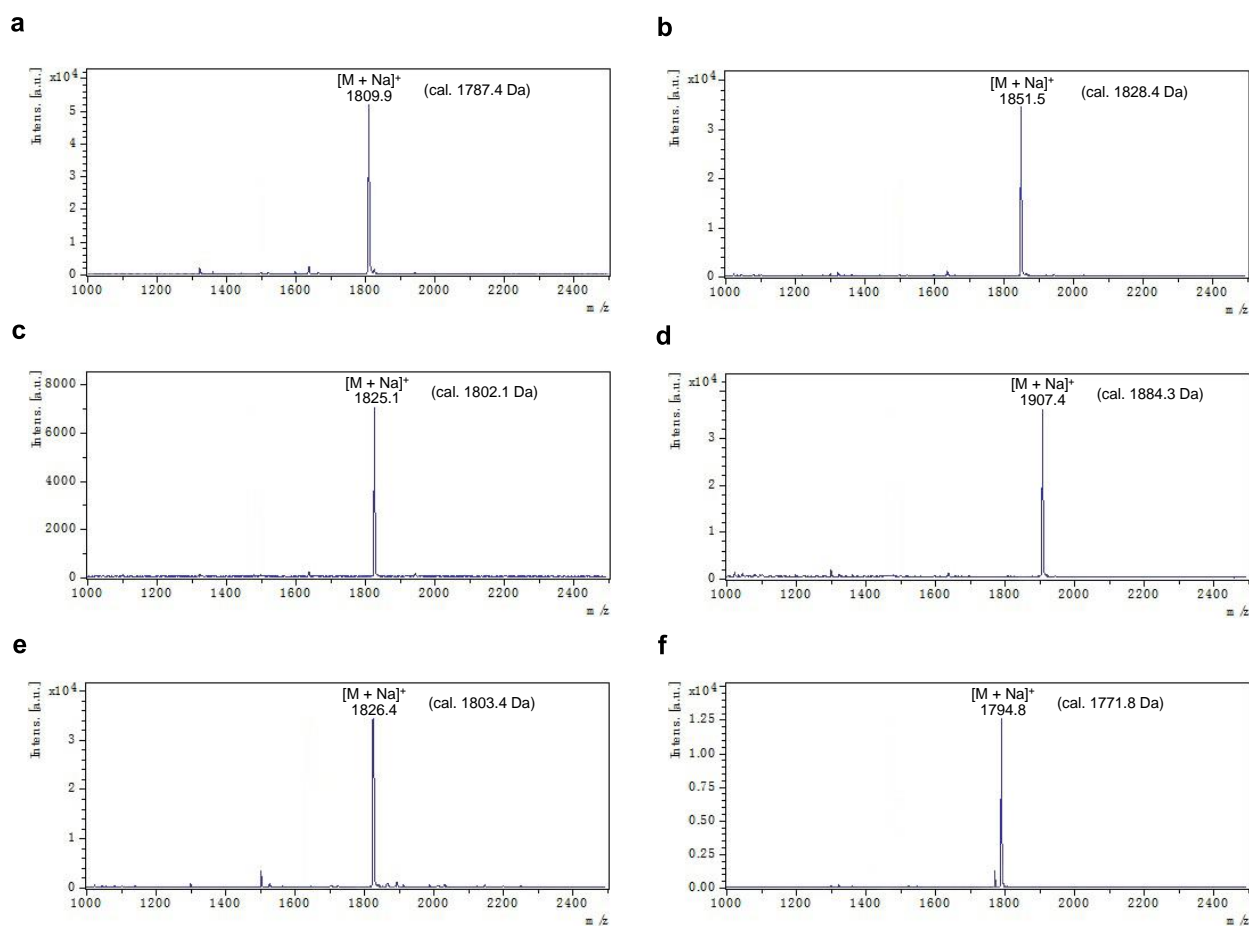 a
[M + Na]⁺
1809.9
(cal. 1787.4 Da)
Intens. [a.u.]
x10⁴
5
4
3
2
1
0
1000 1200 1400 1600 1800 2000 2200 2400
m/z
b
[M + Na]⁺
1851.5
(cal. 1828.4 Da)
Intens. [a.u.]
x10⁴
3
2
1
0
1000 1200 1400 1600 1800 2000 2200 2400
m/z
c
[M + Na]⁺
1825.1
(cal. 1802.1 Da)
Intens. [a.u.]
8000
6000
4000
2000
0
1000 1200 1400 1600 1800 2000 2200 2400
m/z
d
[M + Na]⁺
1907.4
(cal. 1884.3 Da)
Intens. [a.u.]
x10⁴
3
2
1
0
1000 1200 1400 1600 1800 2000 2200 2400
m/z
e
[M + Na]⁺
1826.4
(cal. 1803.4 Da)
Intens. [a.u.]
x10⁴
3
2
1
0
1000 1200 1400 1600 1800 2000 2200 2400
m/z
f
[M + Na]⁺
1794.8
(cal. 1771.8 Da)
Intens. [a.u.]
x10⁴
1.25
1.00
0.75
0.50
0.25
0.00
1000 1200 1400 1600 1800 2000 2200 2400
m/z